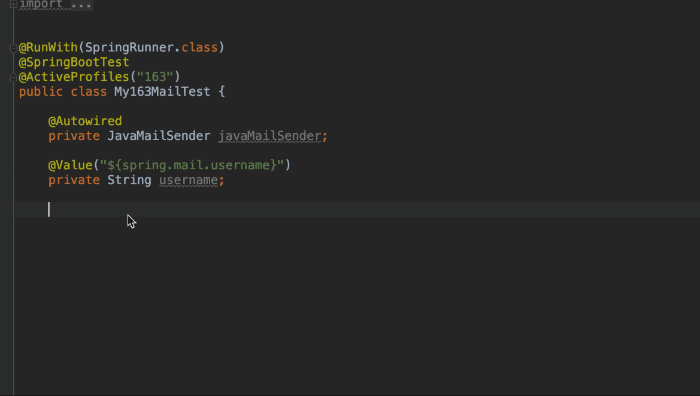 import ...
@RunWith(SpringRunner.class)
@SpringBootTest
@ActiveProfiles("163")
public class My163MailTest {
@Autowired
private JavaMailSender javaMailSender;
@Value("${spring.mail.username}")
private String username;